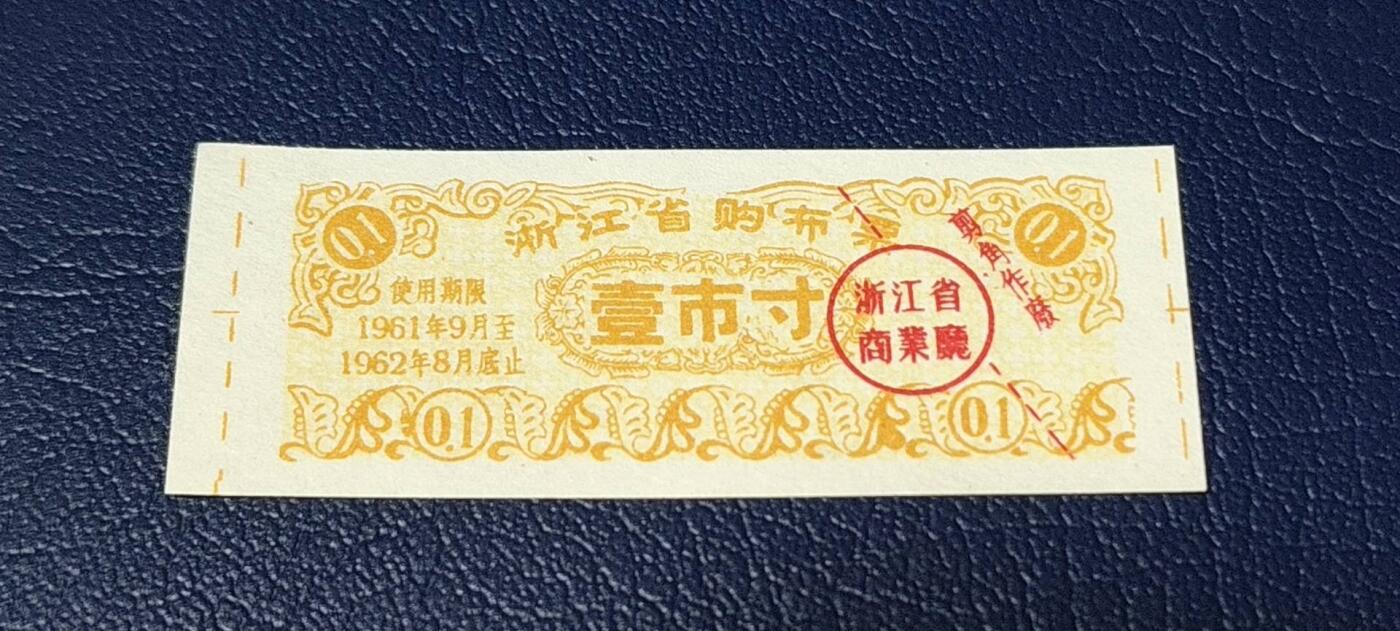 浙江省购布券
0.1
0.1
使用期限
1961年9月至
1962年8月底止
壹市寸
浙江省
商業廳
剪角作廢
0.1
0.1